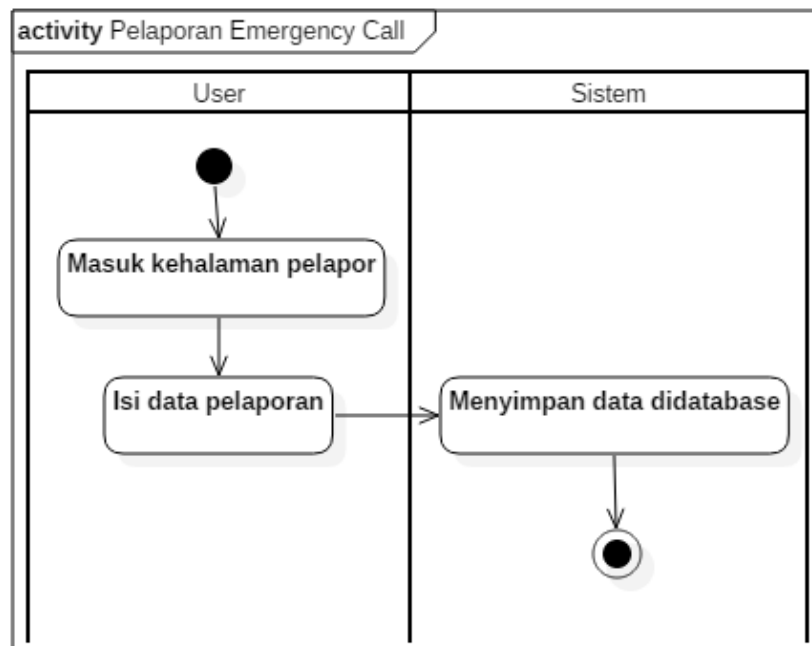 activity Pelaporan Emergency Call
User
Sistem
Masuk kehalaman pelapor
Isi data pelaporan
Menyimpan data didatabase